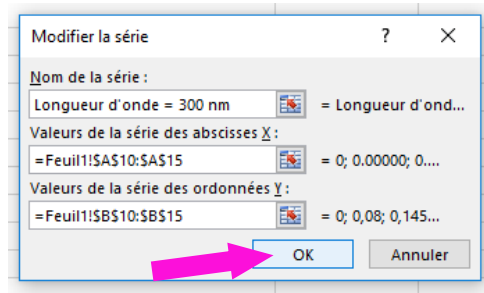 Modifier la série ? X
Nom de la série :
Longueur d'onde = 300 nm = Longueur d'ond...
Valeurs de la série des abscisses X :
=Feuil1!$A$10:$A$15 = 0; 0.00000; 0....
Valeurs de la série des ordonnées Y :
=Feuil1!$B$10:$B$15 = 0; 0,08; 0,145...
OK Annuler